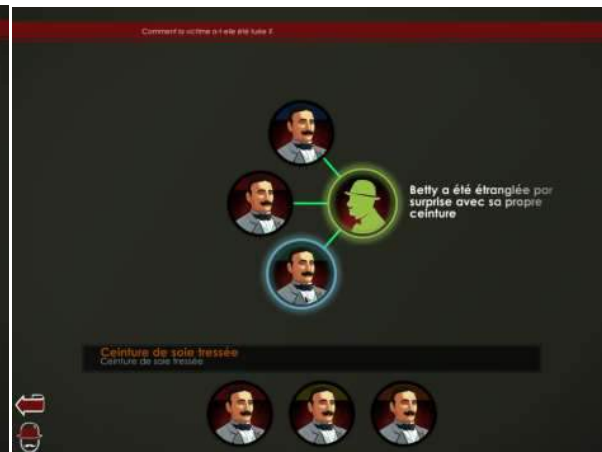 Comment la victime a t elle été tuée ?
Betty a été étranglée par
surprise avec sa propre
ceinture
Ceinture de soie tressée
Ceinture de soie tressée